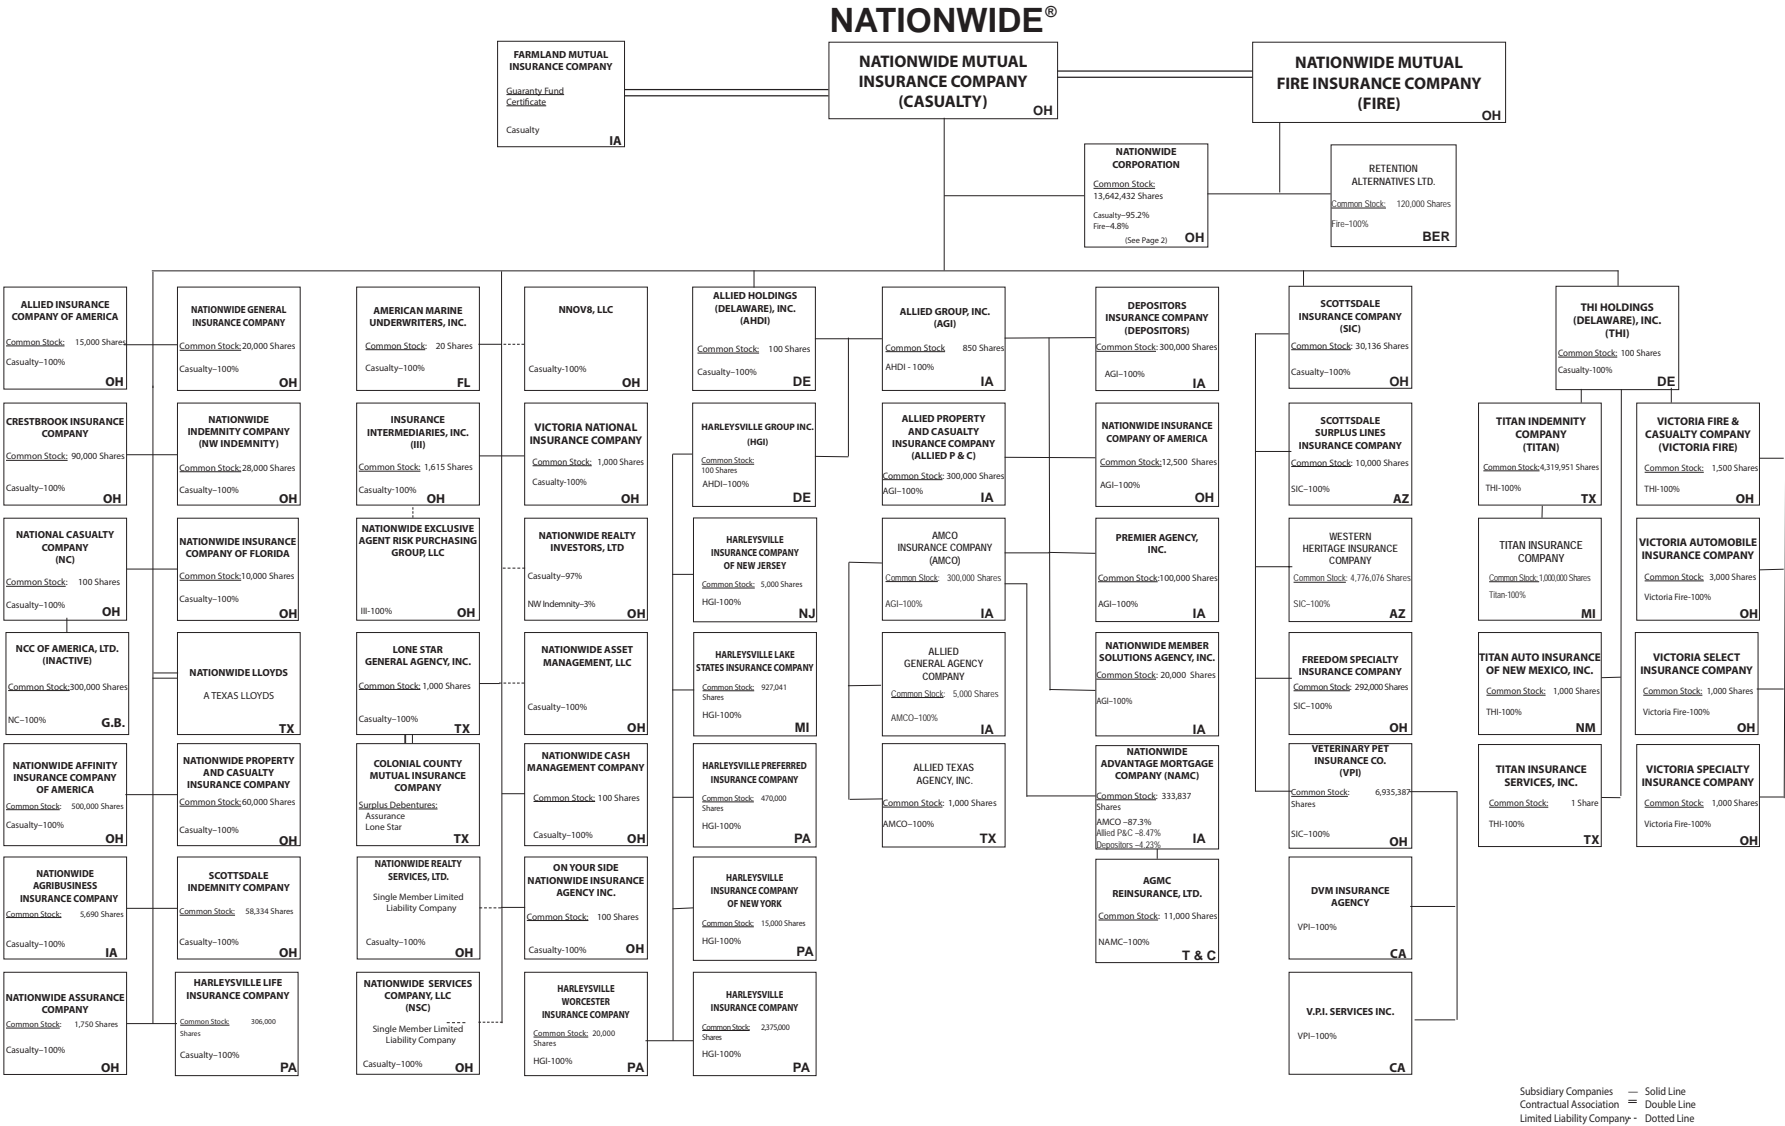 NATIONWIDE®
FARMLAND MUTUAL
INSURANCE COMPANY
Guaranty Fund
Certificate
Casualty
IA
NATIONWIDE MUTUAL
INSURANCE COMPANY
(CASUALTY)
OH
NATIONWIDE MUTUAL
FIRE INSURANCE COMPANY
(FIRE)
OH
NATIONWIDE
CORPORATION
Common Stock:
13,642,432 Shares
Casualty–95.2%
Fire–4.8%
(See Page 2) OH
RETENTION
ALTERNATIVES LTD.
Common Stock: 120,000 Shares
Fire–100%
BER
ALLIED INSURANCE
COMPANY OF AMERICA
Common Stock: 15,000 Shares
Casualty–100%
OH
NATIONWIDE GENERAL
INSURANCE COMPANY
Common Stock: 20,000 Shares
Casualty–100%
OH
AMERICAN MARINE
UNDERWRITERS, INC.
Common Stock: 20 Shares
Casualty–100%
FL
NNOV8, LLC
Casualty-100%
OH
ALLIED HOLDINGS
(DELAWARE), INC.
(AHDI)
Common Stock: 100 Shares
Casualty–100%
DE
ALLIED GROUP, INC.
(AGI)
Common Stock 850 Shares
AHDI - 100%
IA
DEPOSITORS
INSURANCE COMPANY
(DEPOSITORS)
Common Stock: 300,000 Shares
AGI–100%
IA
SCOTTSDALE
INSURANCE COMPANY
(SIC)
Common Stock: 30,136 Shares
Casualty–100%
OH
THI HOLDINGS
(DELAWARE), INC.
(THI)
Common Stock: 100 Shares
Casualty-100%
DE
CRESTBROOK INSURANCE
COMPANY
Common Stock: 90,000 Shares
Casualty–100%
OH
NATIONWIDE
INDEMNITY COMPANY
(NW INDEMNITY)
Common Stock: 28,000 Shares
Casualty–100%
OH
INSURANCE
INTERMEDIARIES, INC.
(III)
Common Stock: 1,615 Shares
Casualty-100%
OH
VICTORIA NATIONAL
INSURANCE COMPANY
Common Stock: 1,000 Shares
Casualty-100%
OH
HARLEYSVILLE GROUP INC.
(HGI)
Common Stock:
100 Shares
AHDI–100%
DE
ALLIED PROPERTY
AND CASUALTY
INSURANCE COMPANY
(ALLIED P & C)
Common Stock: 300,000 Shares
AGI–100%
IA
NATIONWIDE INSURANCE
COMPANY OF AMERICA
Common Stock:12,500 Shares
AGI–100%
OH
SCOTTSDALE
SURPLUS LINES
INSURANCE COMPANY
Common Stock: 10,000 Shares
SIC–100%
AZ
TITAN INDEMNITY
COMPANY
(TITAN)
Common Stock:4,319,951 Shares
THI-100%
TX
VICTORIA FIRE &
CASUALTY COMPANY
(VICTORIA FIRE)
Common Stock: 1,500 Shares
THI-100%
OH
NATIONAL CASUALTY
COMPANY
(NC)
Common Stock: 100 Shares
Casualty–100%
OH
NATIONWIDE INSURANCE
COMPANY OF FLORIDA
Common Stock:10,000 Shares
Casualty–100%
OH
NATIONWIDE EXCLUSIVE
AGENT RISK PURCHASING
GROUP, LLC
III-100%
OH
NATIONWIDE REALTY
INVESTORS, LTD
Casualty–97%
NW Indemnity–3%
OH
HARLEYSVILLE
INSURANCE COMPANY
OF NEW JERSEY
Common Stock: 5,000 Shares
HGI-100%
NJ
AMCO
INSURANCE COMPANY
(AMCO)
Common Stock: 300,000 Shares
AGI–100%
IA
PREMIER AGENCY,
INC.
Common Stock:100,000 Shares
AGI–100%
IA
WESTERN
HERITAGE INSURANCE
COMPANY
Common Stock: 4,776,076 Shares
SIC–100%
AZ
TITAN INSURANCE
COMPANY
Common Stock: 1,000,000 Shares
Titan-100%
MI
VICTORIA AUTOMOBILE
INSURANCE COMPANY
Common Stock: 3,000 Shares
Victoria Fire-100%
OH
NCC OF AMERICA, LTD.
(INACTIVE)
Common Stock:300,000 Shares
NC–100%
G.B.
NATIONWIDE LLOYDS
A TEXAS LLOYDS
TX
LONE STAR
GENERAL AGENCY, INC.
Common Stock: 1,000 Shares
Casualty–100%
TX
NATIONWIDE ASSET
MANAGEMENT, LLC
Casualty–100%
OH
HARLEYSVILLE LAKE
STATES INSURANCE COMPANY
Common Stock: 927,041
Shares
HGI-100%
MI
ALLIED
GENERAL AGENCY
COMPANY
Common Stock: 5,000 Shares
AMCO–100%
IA
NATIONWIDE MEMBER
SOLUTIONS AGENCY, INC.
Common Stock: 20,000 Shares
AGI–100%
IA
FREEDOM SPECIALTY
INSURANCE COMPANY
Common Stock: 292,000 Shares
SIC–100%
OH
TITAN AUTO INSURANCE
OF NEW MEXICO, INC.
Common Stock: 1,000 Shares
THI-100%
NM
VICTORIA SELECT
INSURANCE COMPANY
Common Stock: 1,000 Shares
Victoria Fire-100%
OH
NATIONWIDE AFFINITY
INSURANCE COMPANY
OF AMERICA
Common Stock: 500,000 Shares
Casualty–100%
OH
NATIONWIDE PROPERTY
AND CASUALTY
INSURANCE COMPANY
Common Stock:60,000 Shares
Casualty–100%
OH
COLONIAL COUNTY
MUTUAL INSURANCE
COMPANY
Surplus Debentures:
Assurance
Lone Star
TX
NATIONWIDE CASH
MANAGEMENT COMPANY
Common Stock: 100 Shares
Casualty–100%
OH
HARLEYSVILLE PREFERRED
INSURANCE COMPANY
Common Stock: 470,000
Shares
HGI-100%
PA
ALLIED TEXAS
AGENCY, INC.
Common Stock: 1,000 Shares
AMCO–100%
TX
NATIONWIDE
ADVANTAGE MORTGAGE
COMPANY (NAMC)
Common Stock: 333,837
Shares
AMCO –87.3%
Allied P&C –8.47%
Depositors –4.23%
IA
VETERINARY PET
INSURANCE CO.
(VPI)
Common Stock: 6,935,387
Shares
SIC–100%
OH
TITAN INSURANCE
SERVICES, INC.
Common Stock: 1 Share
THI-100%
TX
VICTORIA SPECIALTY
INSURANCE COMPANY
Common Stock: 1,000 Shares
Victoria Fire-100%
OH
NATIONWIDE
AGRIBUSINESS
INSURANCE COMPANY
Common Stock: 5,690 Shares
Casualty–100%
IA
SCOTTSDALE
INDEMNITY COMPANY
Common Stock: 58,334 Shares
Casualty–100%
OH
NATIONWIDE REALTY
SERVICES, LTD.
Single Member Limited
Liability Company
Casualty–100%
OH
ON YOUR SIDE
NATIONWIDE INSURANCE
AGENCY INC.
Common Stock: 100 Shares
Casualty-100%
OH
HARLEYSVILLE
INSURANCE COMPANY
OF NEW YORK
Common Stock: 15,000 Shares
HGI-100%
PA
AGMC
REINSURANCE, LTD.
Common Stock: 11,000 Shares
NAMC–100%
T & C
DVM INSURANCE
AGENCY
VPI–100%
CA
NATIONWIDE ASSURANCE
COMPANY
Common Stock: 1,750 Shares
Casualty–100%
OH
HARLEYSVILLE LIFE
INSURANCE COMPANY
Common Stock: 306,000
Shares
Casualty–100%
PA
NATIONWIDE SERVICES
COMPANY, LLC
(NSC)
Single Member Limited
Liability Company
Casualty–100%
OH
HARLEYSVILLE
WORCESTER
INSURANCE COMPANY
Common Stock: 20,000
Shares
HGI-100%
PA
HARLEYSVILLE
INSURANCE COMPANY
Common Stock: 2,375,000
Shares
HGI-100%
PA
V.P.I. SERVICES INC.
VPI–100%
CA
Subsidiary Companies — Solid Line
Contractual Association = Double Line
Limited Liability Company - - Dotted Line